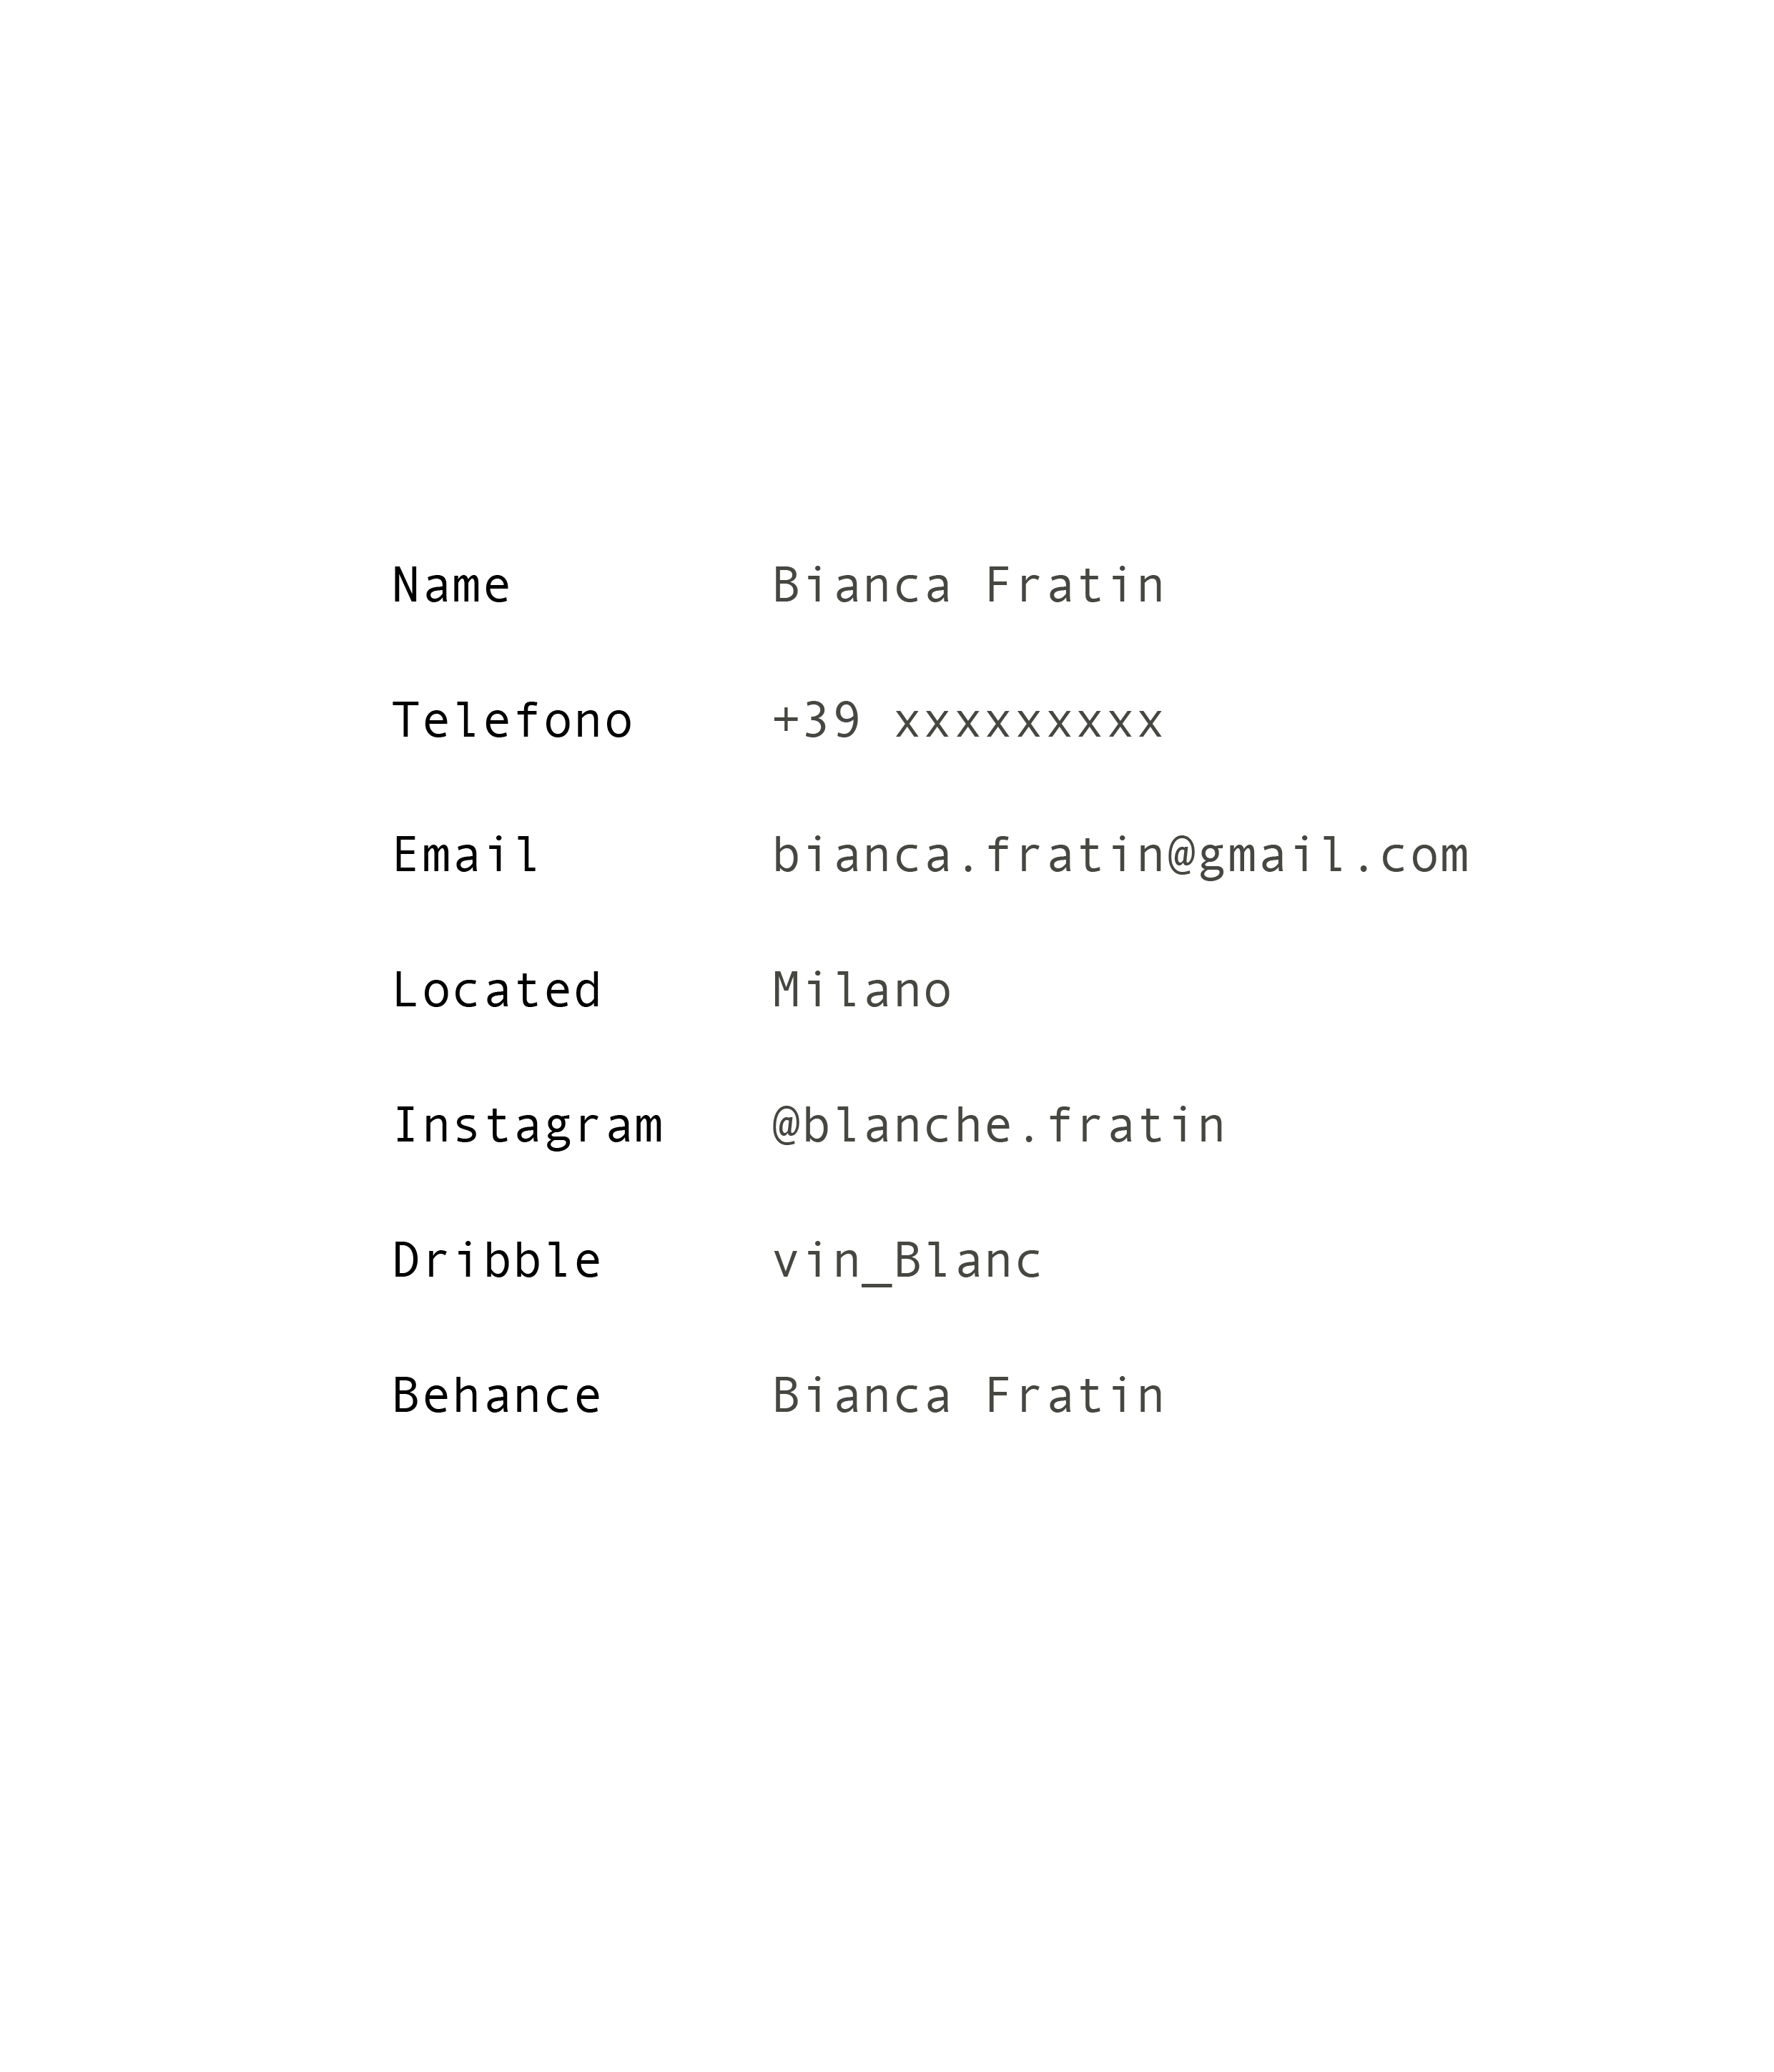 Name Bianca Fratin
Telefono +39 xxxxxxxxx
Email bianca.fratin@gmail.com
Located Milano
Instagram @blanche.fratin
Dribble vin_Blanc
Behance Bianca Fratin